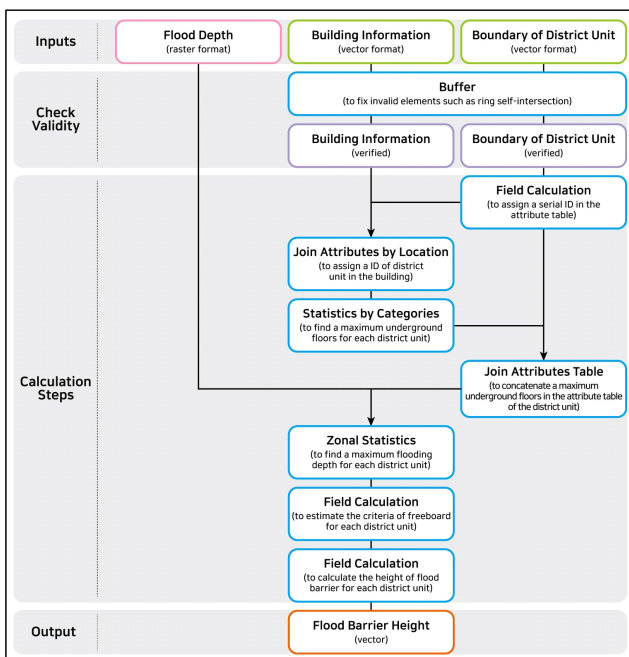 Inputs
Flood Depth
(raster format)
Building Information
(vector format)
Boundary of District Unit
(vector format)
Check
Validity
Buffer
(to fix invalid elements such as ring self-intersection)
Building Information
(verified)
Boundary of District Unit
(verified)
Calculation
Steps
Field Calculation
(to assign a serial ID in the
attribute table)
Join Attributes by Location
(to assign a ID of district
unit in the building)
Statistics by Categories
(to find a maximum underground
floors for each district unit)
Join Attributes Table
(to concatenate a maximum
underground floors in the attribute table
of the district unit)
Zonal Statistics
(to find a maximum flooding
depth for each district unit)
Field Calculation
(to estimate the criteria of freeboard
for each district unit)
Field Calculation
(to calculate the height of flood
barrier for each district unit)
Output
Flood Barrier Height
(vector)